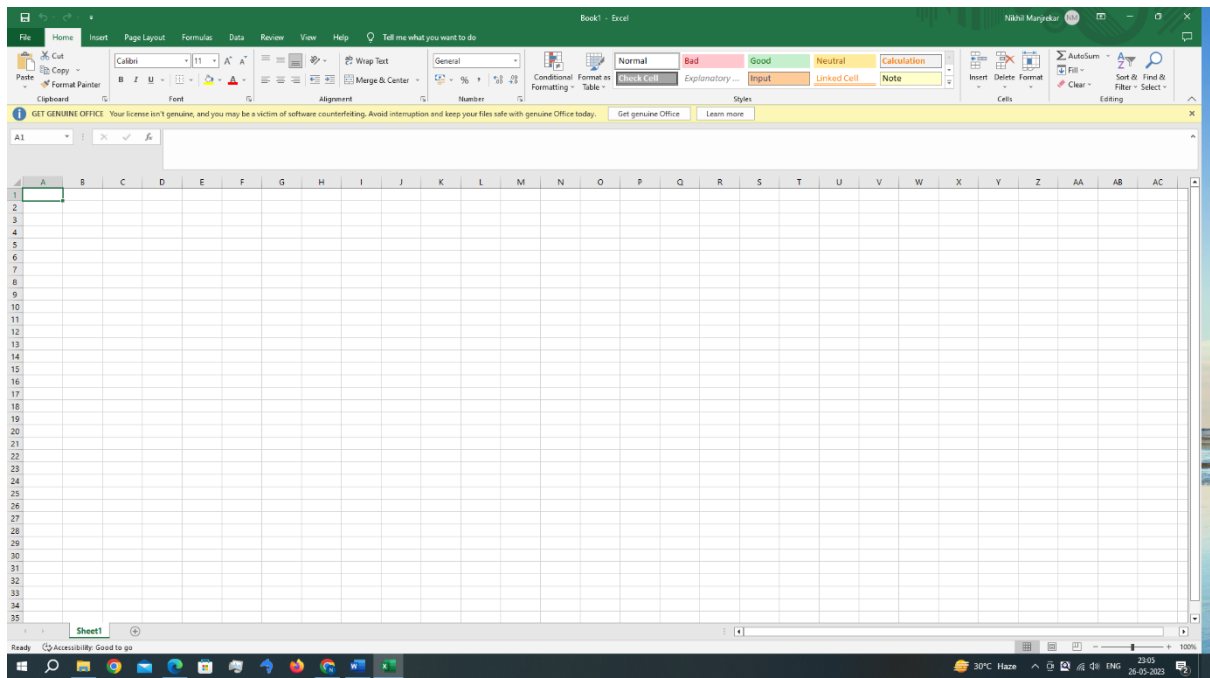 Book1 - Excel
Nikhil Manjrekar NM
File Home Insert Page Layout Formulas Data Review View Help Tell me what you want to do
Paste
Cut
Copy
Format Painter
Clipboard
Calibri 11 A A
B I U A
Font
Wrap Text
Merge & Center
Alignment
General
% ,
Number
Conditional Formatting
Format as Table
Normal Bad Good Neutral Calculation
Check Cell Explanatory ... Input Linked Cell Note
Styles
Insert Delete Format
Cells
AutoSum
Fill
Clear
Sort & Filter
Find & Select
Editing
GET GENUINE OFFICE Your license isn't genuine, and you may be a victim of software counterfeiting. Avoid interruption and keep your files safe with genuine Office today. Get genuine Office Learn more
A1 fx
A B C D E F G H I J K L M N O P Q R S T U V W X Y Z AA AB AC
1
2
3
4
5
6
7
8
9
10
11
12
13
14
15
16
17
18
19
20
21
22
23
24
25
26
27
28
29
30
31
32
33
34
35
Sheet1
Ready Accessibility: Good to go 100%
30°C Haze ENG 23:05
26-05-2023